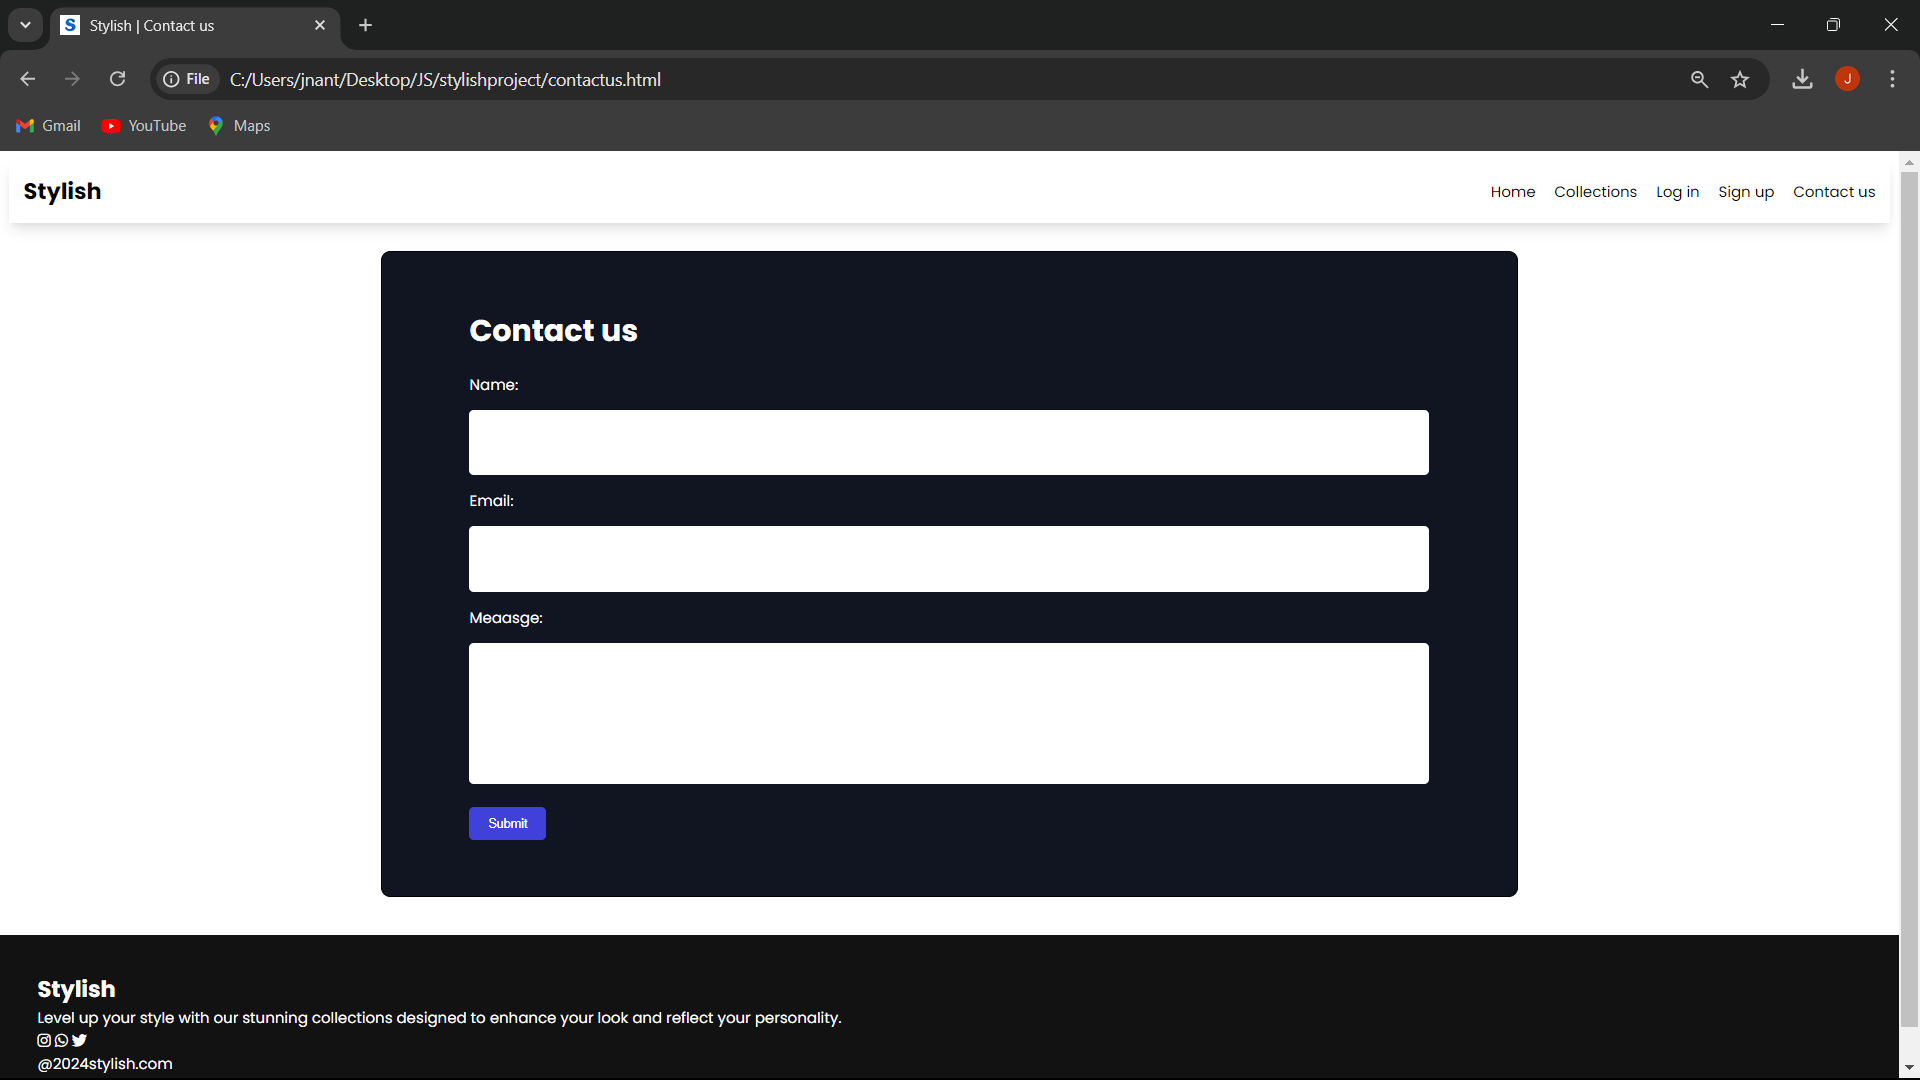 Stylish | Contact us
File C:/Users/jnant/Desktop/JS/stylishproject/contactus.html
J
Gmail YouTube Maps
Stylish Home Collections Log in Sign up Contact us
Contact us
Name:
Email:
Meaasge:
Submit
Stylish
Level up your style with our stunning collections designed to enhance your look and reflect your personality.
@2024stylish.com